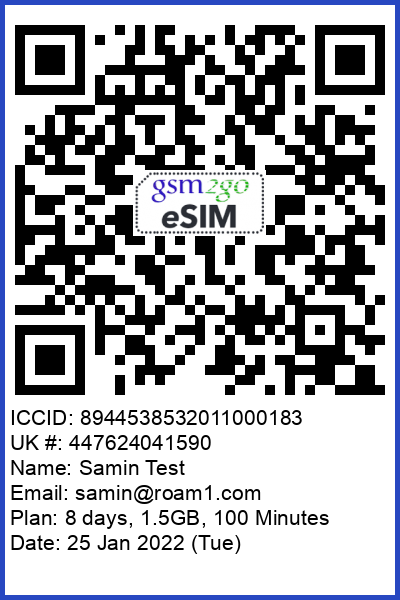 gsm2go
eSIM
ICCID: 8944538532011000183
UK #: 447624041590
Name: Samin Test
Email: samin@roam1.com
Plan: 8 days, 1.5GB, 100 Minutes
Date: 25 Jan 2022 (Tue)